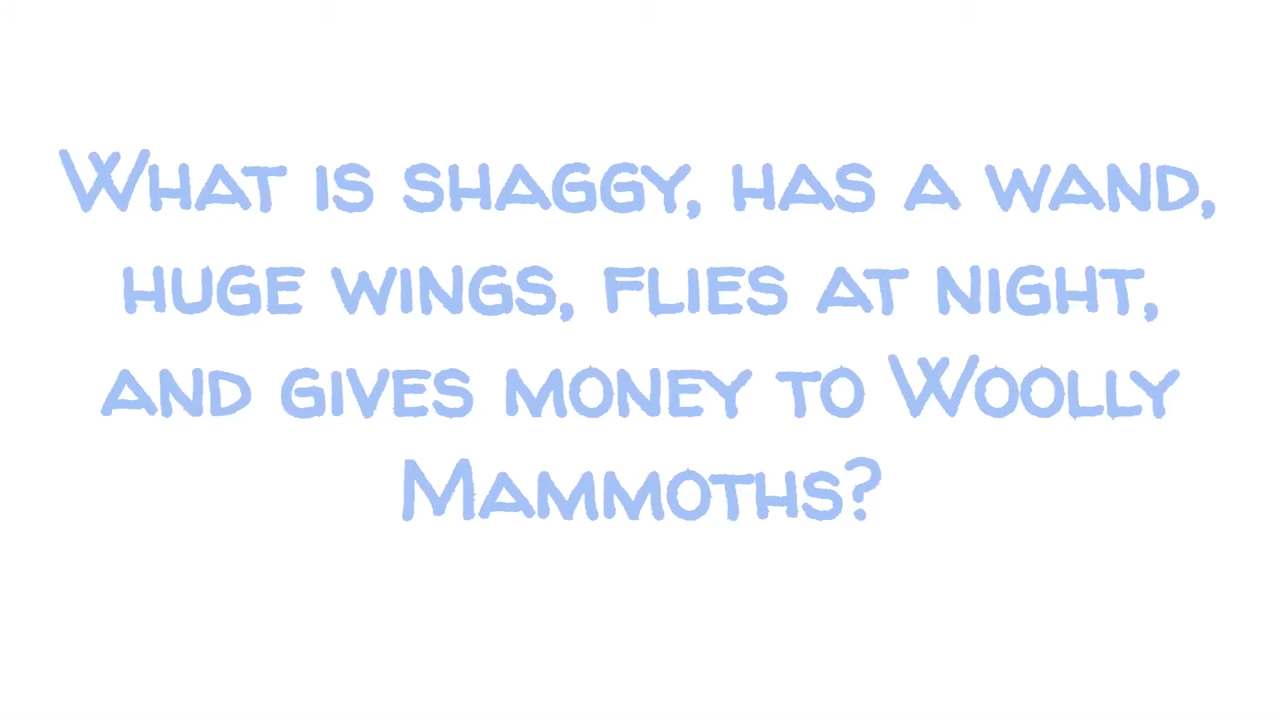 What is shaggy, has a wand,
huge wings, flies at night,
and gives money to Woolly
Mammoths?